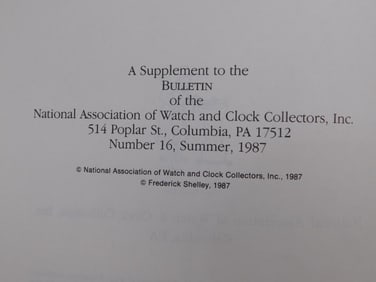 A Supplement to the
BULLETIN
of the
National Association of Watch and Clock Collectors, Inc.
514 Poplar St., Columbia, PA 17512
Number 16, Summer, 1987
© National Association of Watch and Clock Collectors, Inc., 1987
© Frederick Shelley, 1987